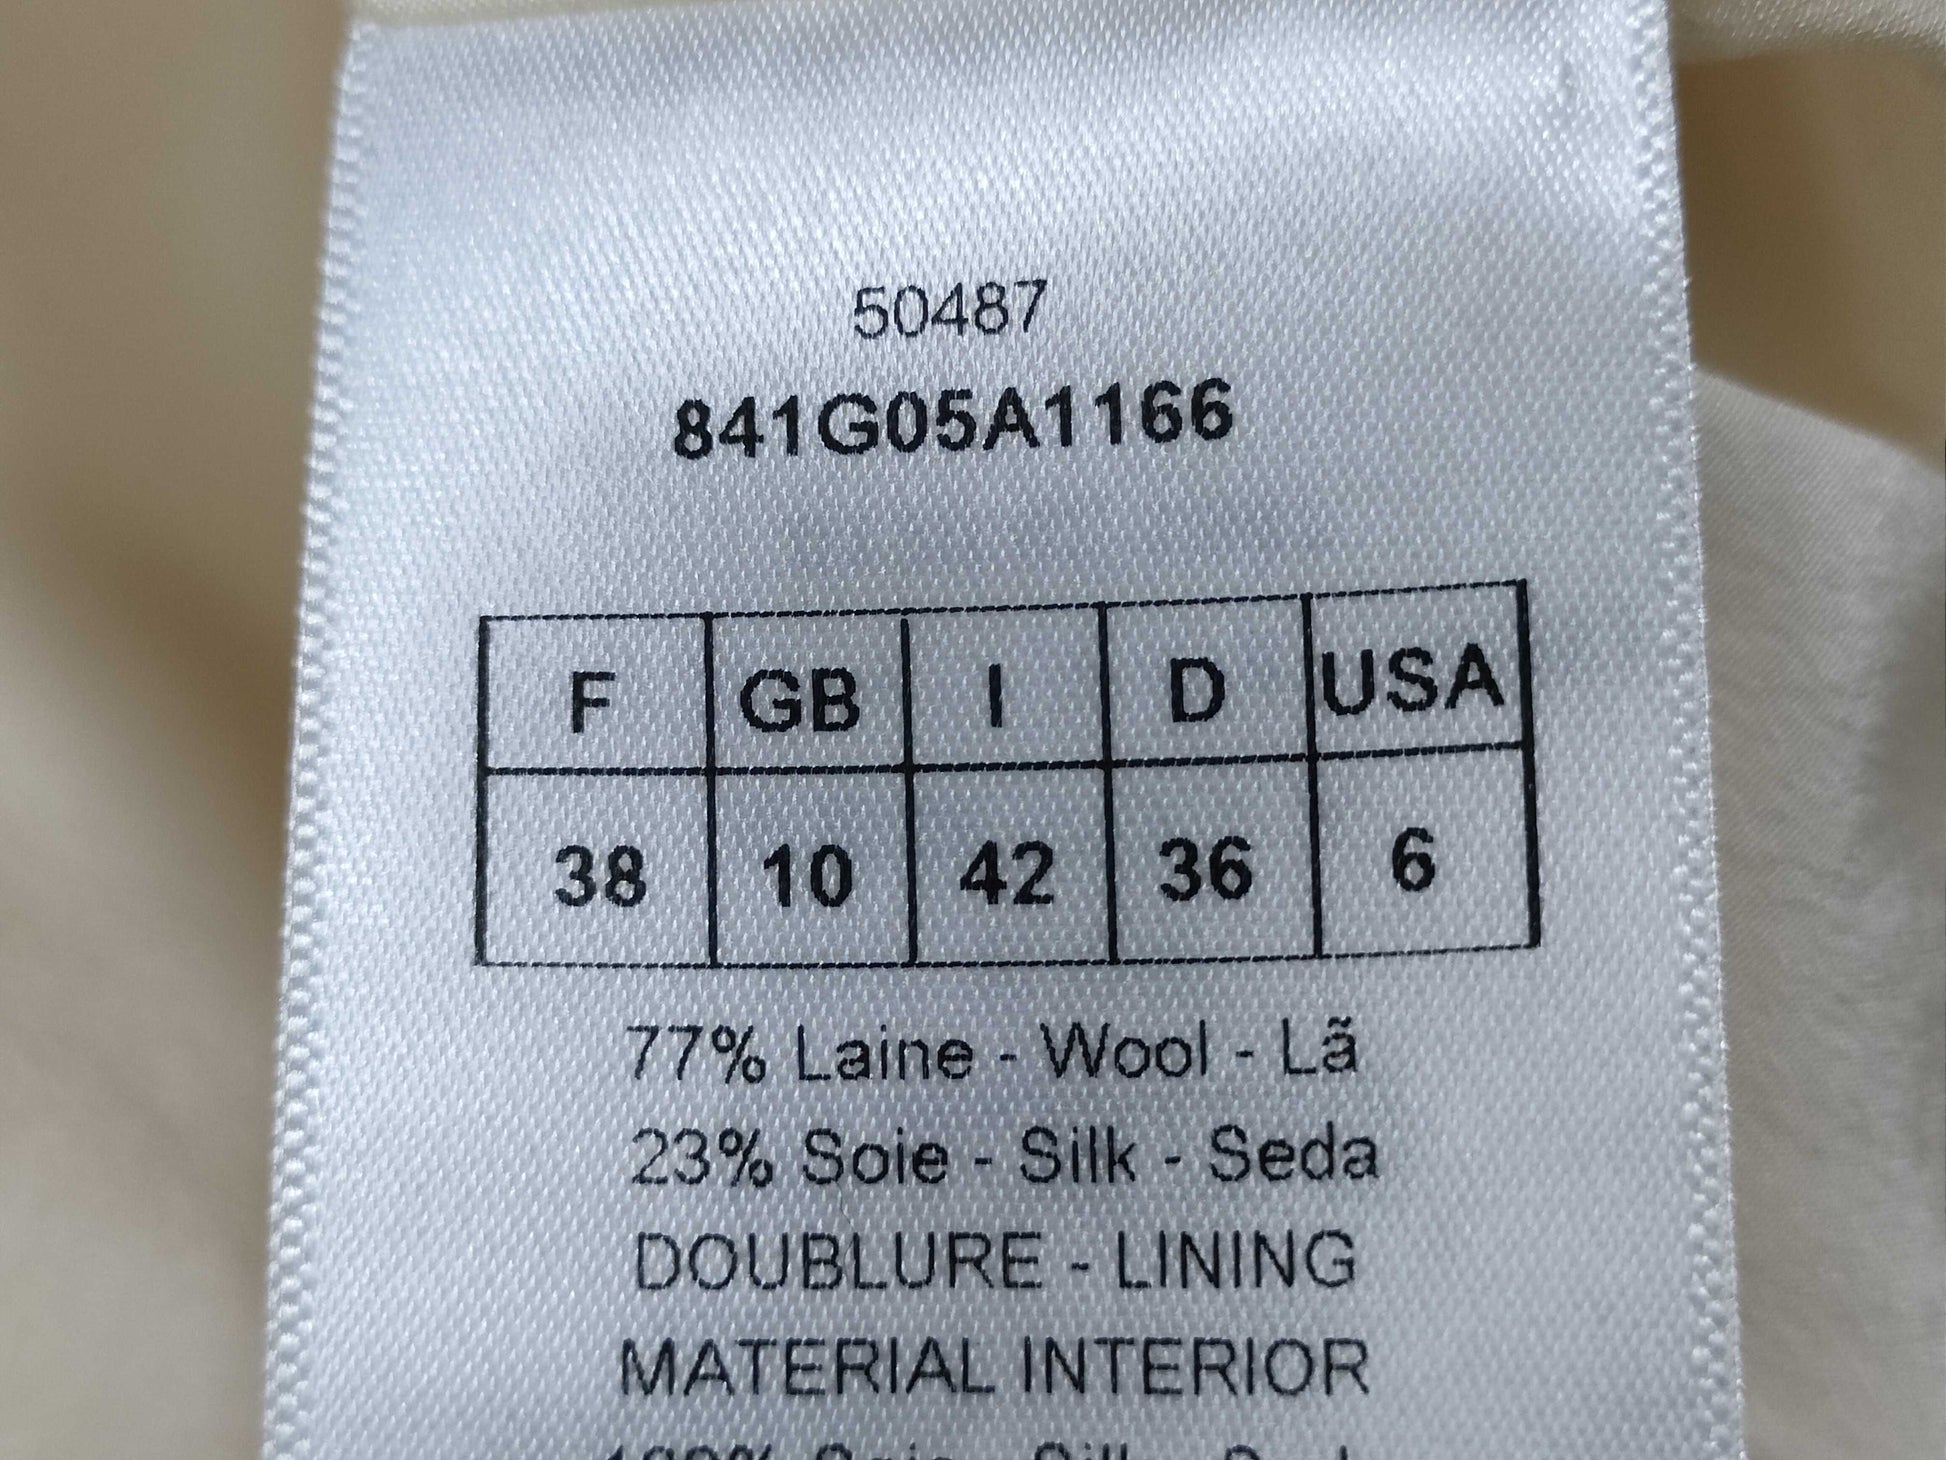 50487
841G05A1166
F GB I D USA
38 10 42 36 6
77% Laine - Wool - Lã
23% Soie - Silk - Seda
DOUBLURE - LINING
MATERIAL INTERIOR